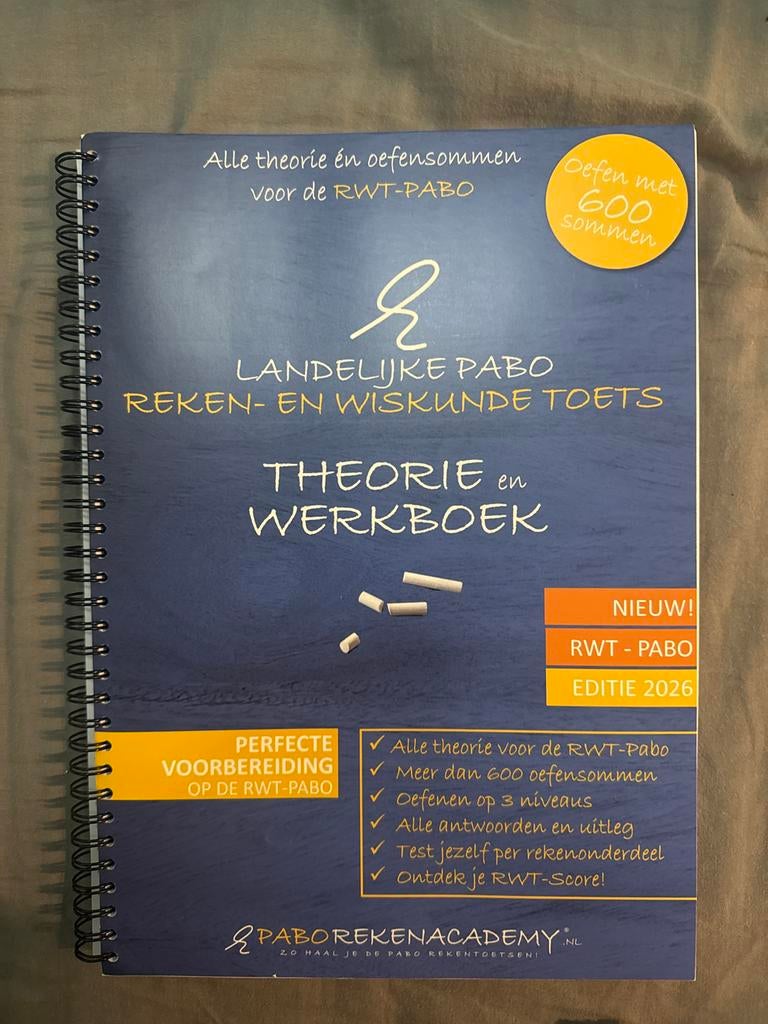 Alle theorie én oefensommen
voor de RWT-PABO
Oefen met
600
sommen
LANDELIJKE PABO
REKEN- EN WISKUNDE TOETS
THEORIE en
WERKBOEK
NIEUW!
RWT - PABO
EDITIE 2026
PERFECTE
VOORBEREIDING
OP DE RWT-PABO
✓ Alle theorie voor de RWT-Pabo
✓ Meer dan 600 oefensommen
✓ Oefenen op 3 niveaus
✓ Alle antwoorden en uitleg
✓ Test jezelf per rekenonderdeel
✓ Ontdek je RWT-Score!
PABOREKENACADEMY®.NL
ZO HAAL JE DE PABO REKENTOETSEN!